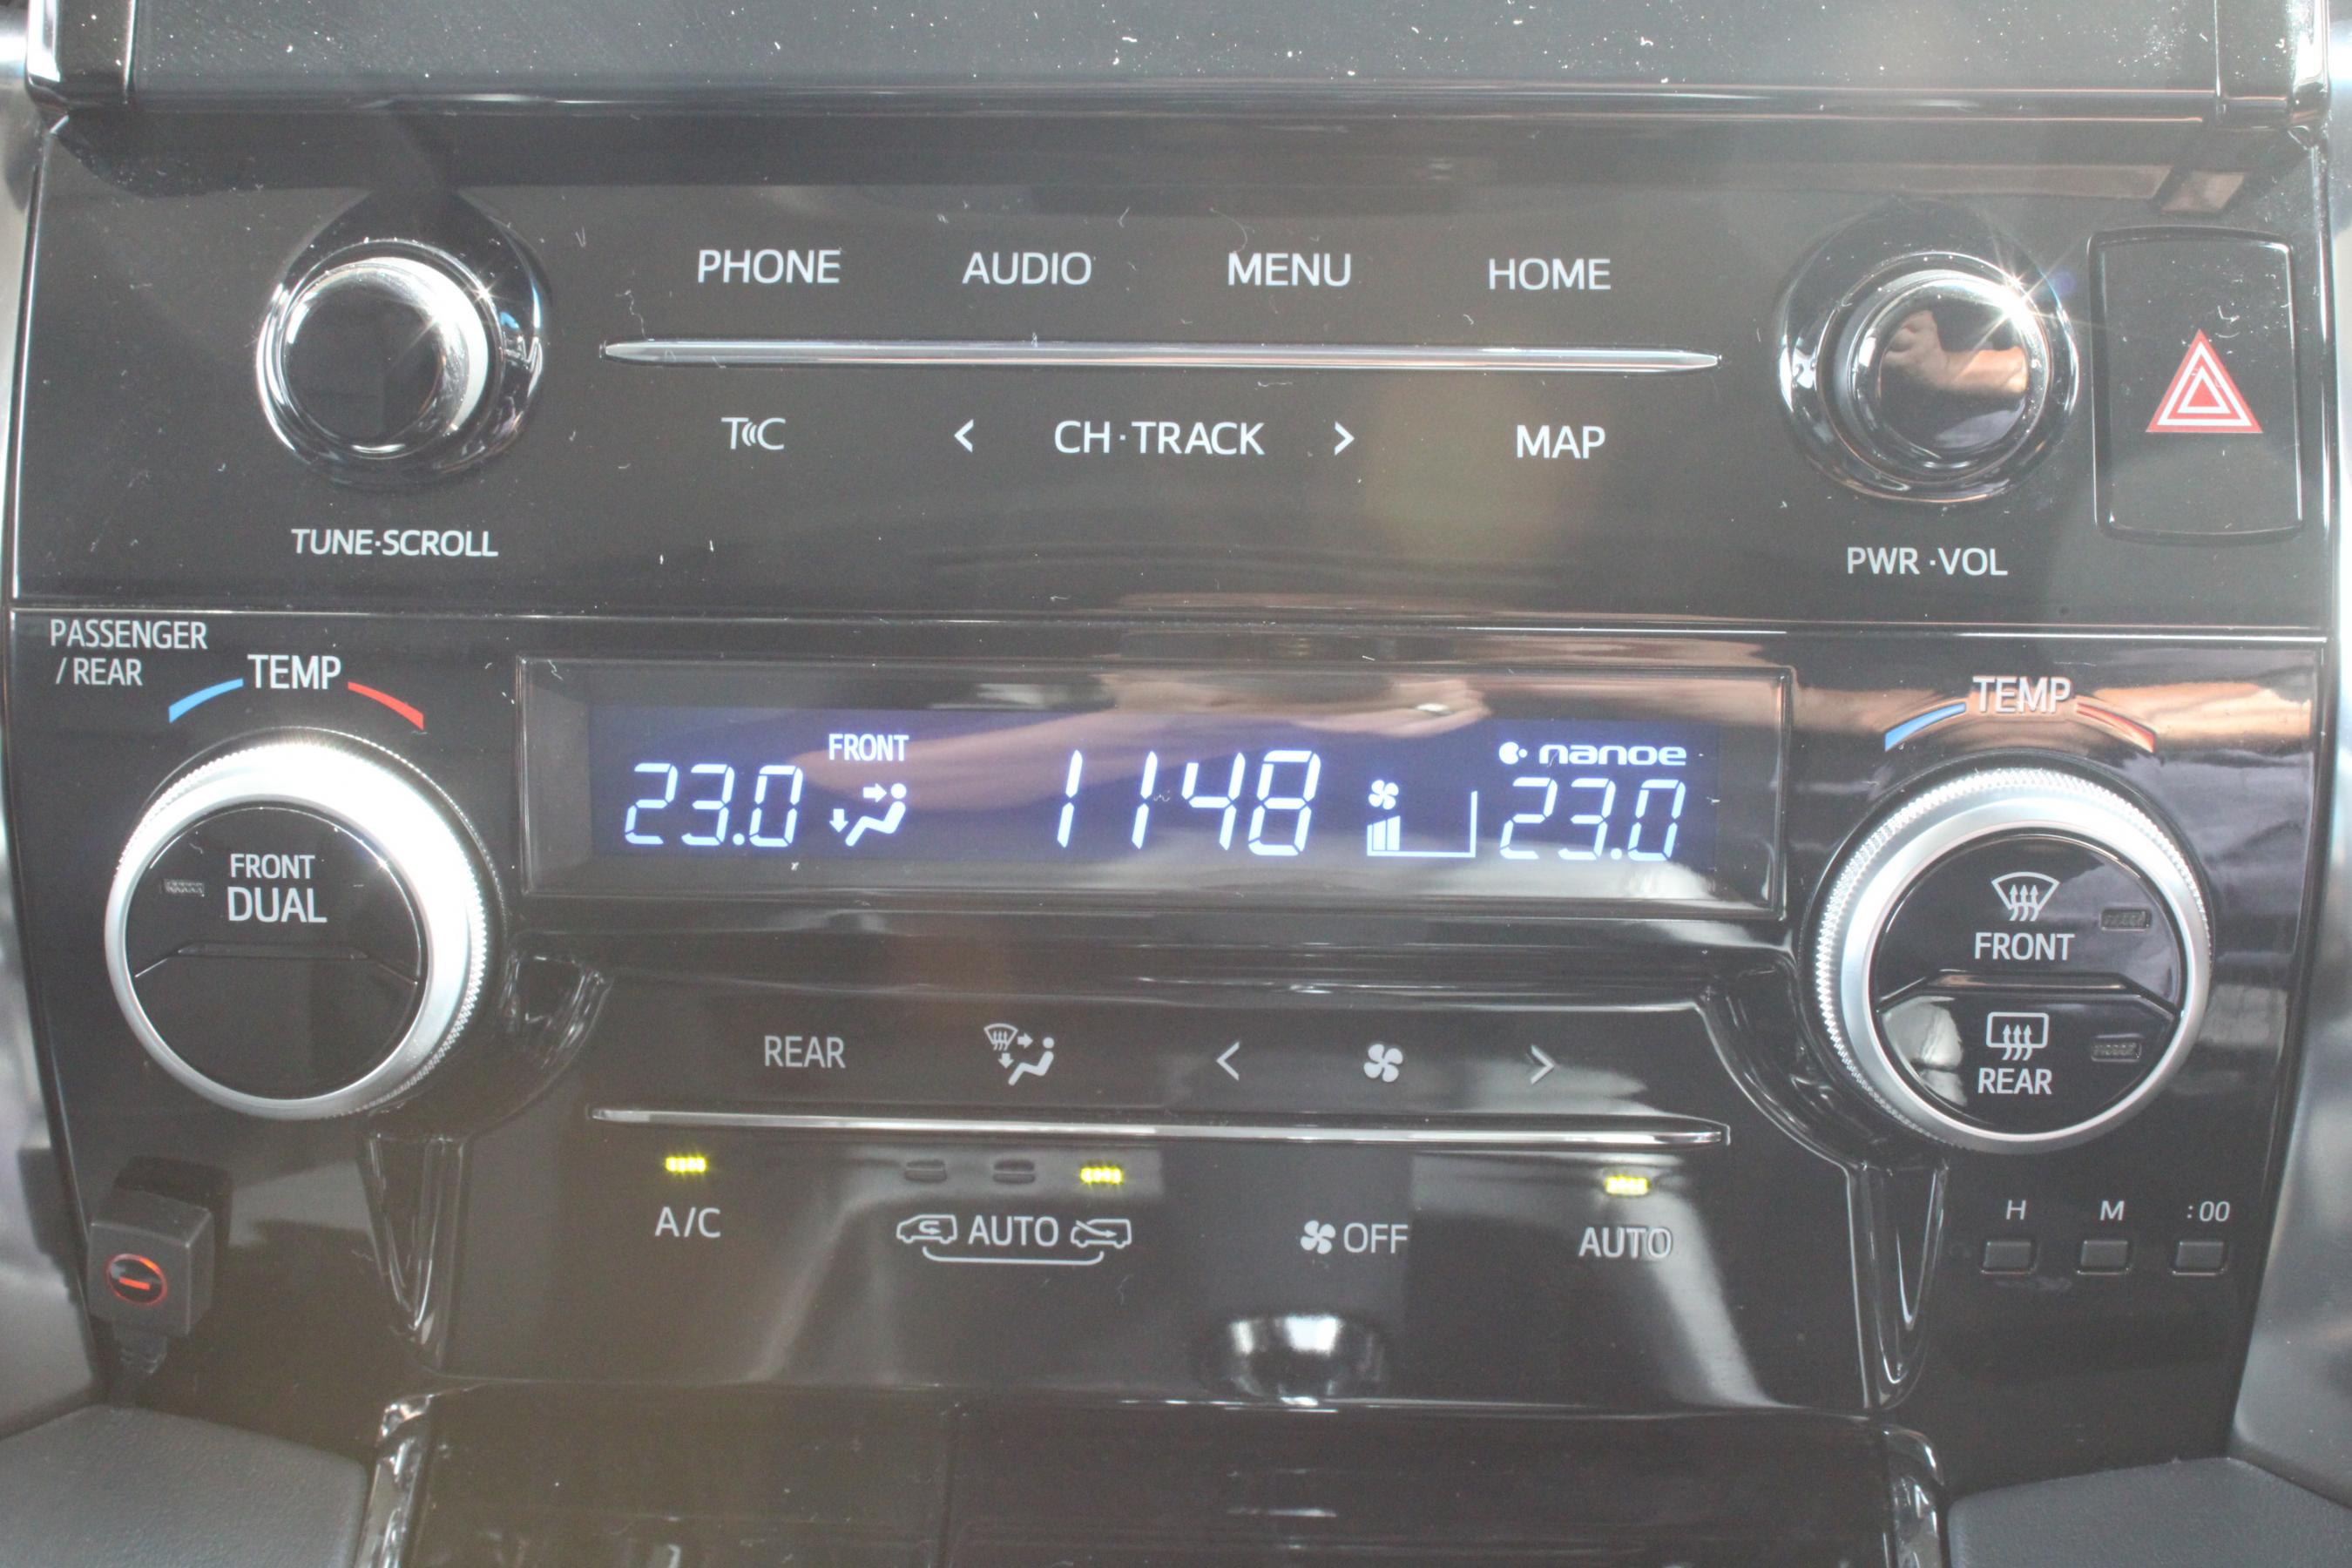 PHONE AUDIO MENU HOME
TC < CH·TRACK > MAP
TUNE·SCROLL
PWR·VOL
PASSENGER
/REAR
TEMP
TEMP
FRONT
nanoe
23.0 1148 23.0
FRONT
DUAL
FRONT
REAR
REAR < >
A/C AUTO OFF AUTO
H M :00